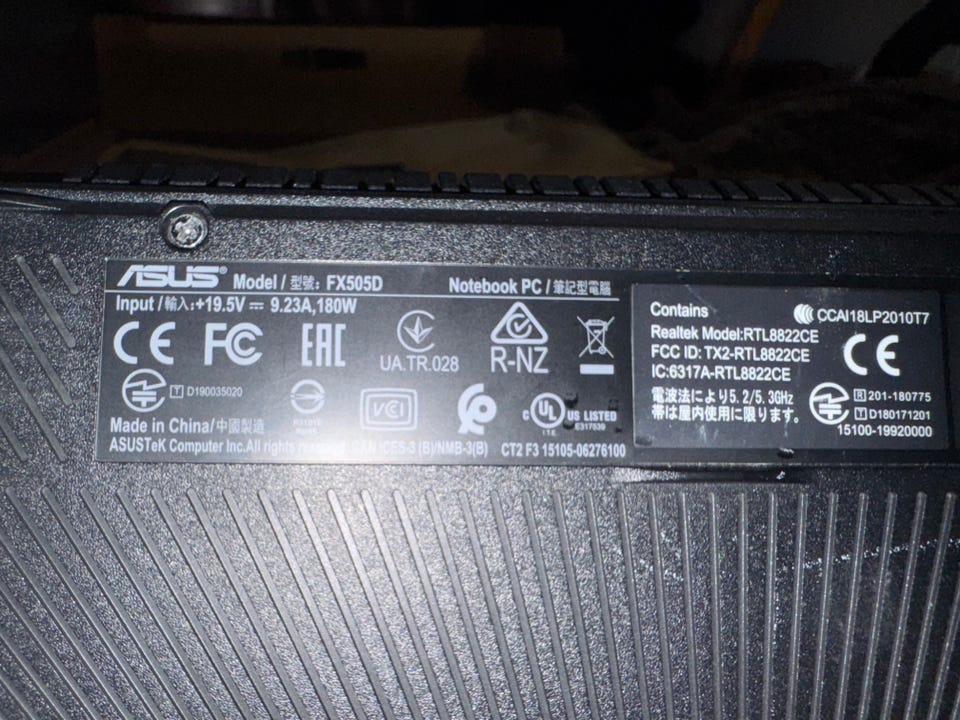 ASUS® Model / 型號: FX505D Notebook PC / 筆記型電腦
Input / 輸入:+19.5V 9.23A,180W
CE FC EAC UA.TR.028 R-NZ
T D190035020
VCI
c UL US LISTED
I.T.E.
E317639
Made in China/中國製造
ASUSTeK Computer Inc.All rights CAN ICES-3 (B)/NMB-3(B) CT2 F3 15105-06276100
Contains CCAI18LP2010T7
Realtek Model:RTL8822CE
FCC ID: TX2-RTL8822CE
IC:6317A-RTL8822CE
CE
電波法により5.2/5.3GHz
帯は屋内使用に限ります。
R 201-180775
T D180171201
15100-19920000